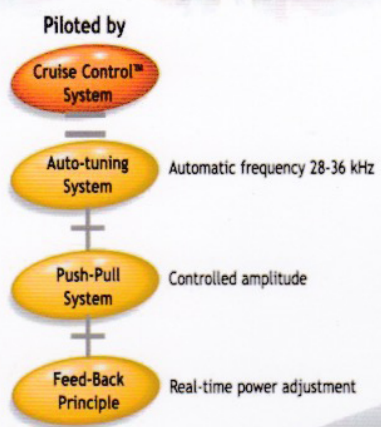 Piloted by
Cruise Control™
System
Auto-tuning
System
Automatic frequency 28-36 kHz
Push-Pull
System
Controlled amplitude
Feed-Back
Principle
Real-time power adjustment